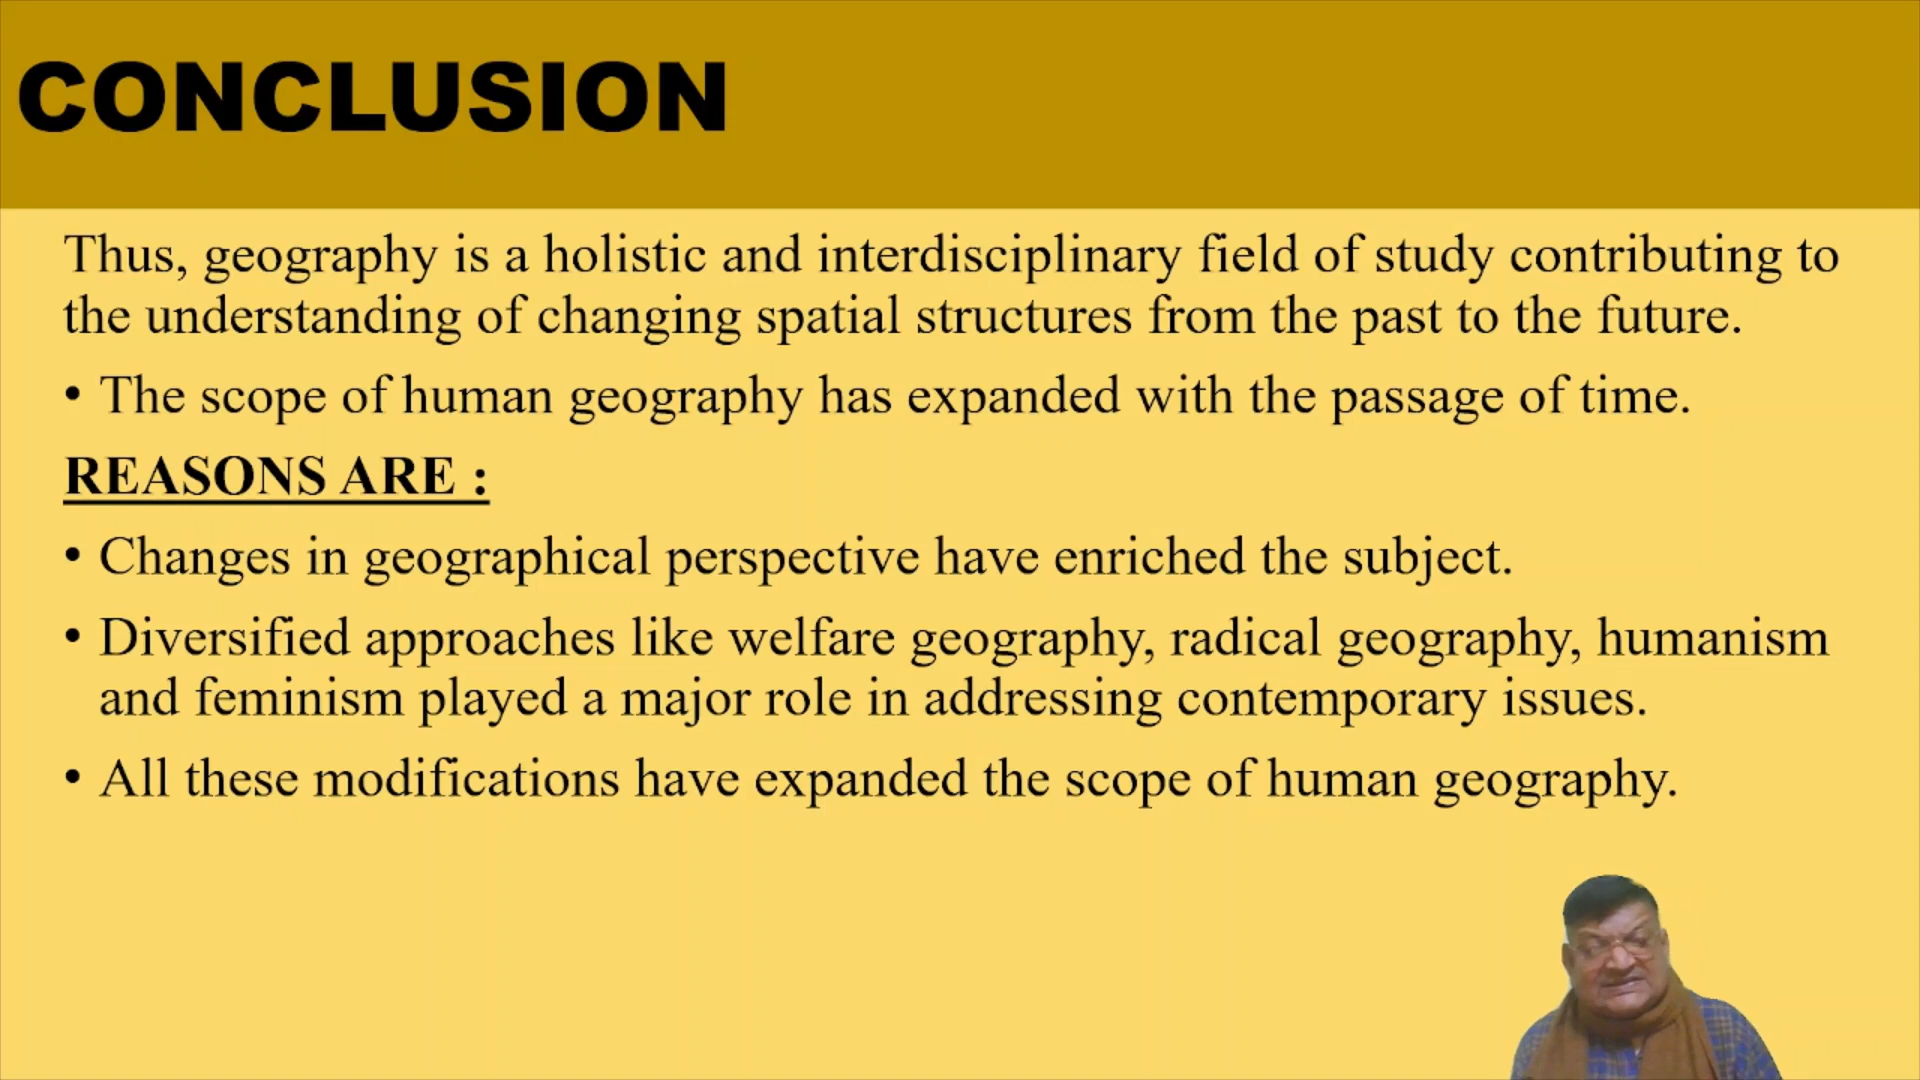 CONCLUSION
Thus, geography is a holistic and interdisciplinary field of study contributing to
the understanding of changing spatial structures from the past to the future.
• The scope of human geography has expanded with the passage of time.
REASONS ARE :
• Changes in geographical perspective have enriched the subject.
• Diversified approaches like welfare geography, radical geography, humanism
and feminism played a major role in addressing contemporary issues.
• All these modifications have expanded the scope of human geography.